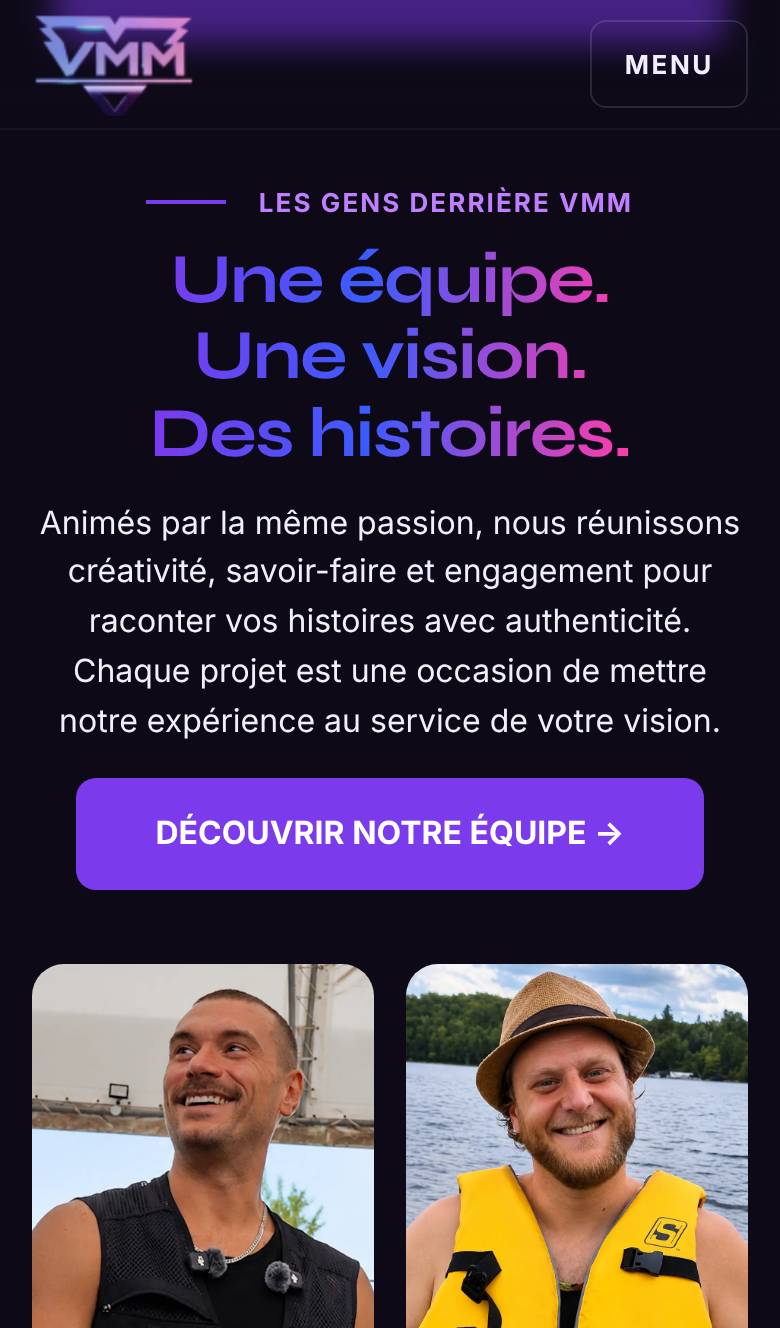 VMM
MENU
LES GENS DERRIÈRE VMM
Une équipe.
Une vision.
Des histoires.
Animés par la même passion, nous réunissons
créativité, savoir-faire et engagement pour
raconter vos histoires avec authenticité.
Chaque projet est une occasion de mettre
notre expérience au service de votre vision.
DÉCOUVRIR NOTRE ÉQUIPE →
S